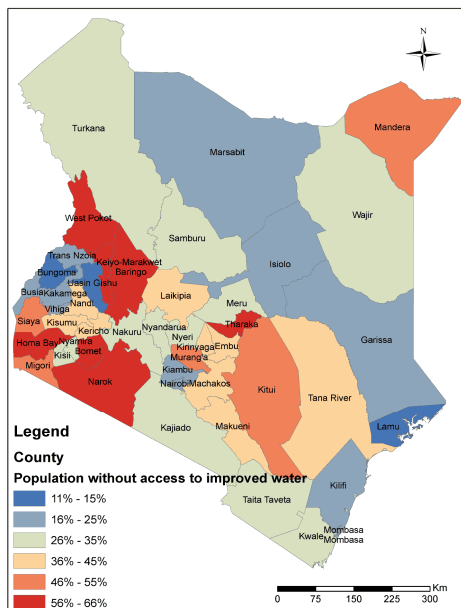 N
Mandera
Turkana
Marsabit
Wajir
West Pokot
Samburu
Trans Nzoia
Keiyo-Marakwet
Bungoma
Baringo
Isiolo
Uasin Gishu
Busia
Kakamega
Laikipia
Nandi
Meru
Vihiga
Siaya
Kisumu
Nyandarua
Tharaka
Kericho
Nakuru
Nyeri
Garissa
Homa Bay
Nyamira
Kirinyaga
Embu
Kisii
Bomet
Murang'a
Migori
Kiambu
Narok
Nairobi
Machakos
Kitui
Tana River
Lamu
Kajiado
Makueni
Kilifi
Taita Taveta
Mombasa
Kwale
Mombasa
Legend
County
Population without access to improved water
11% - 15%
16% - 25%
26% - 35%
36% - 45%
46% - 55%
56% - 66%
Km
0 75 150 225 300